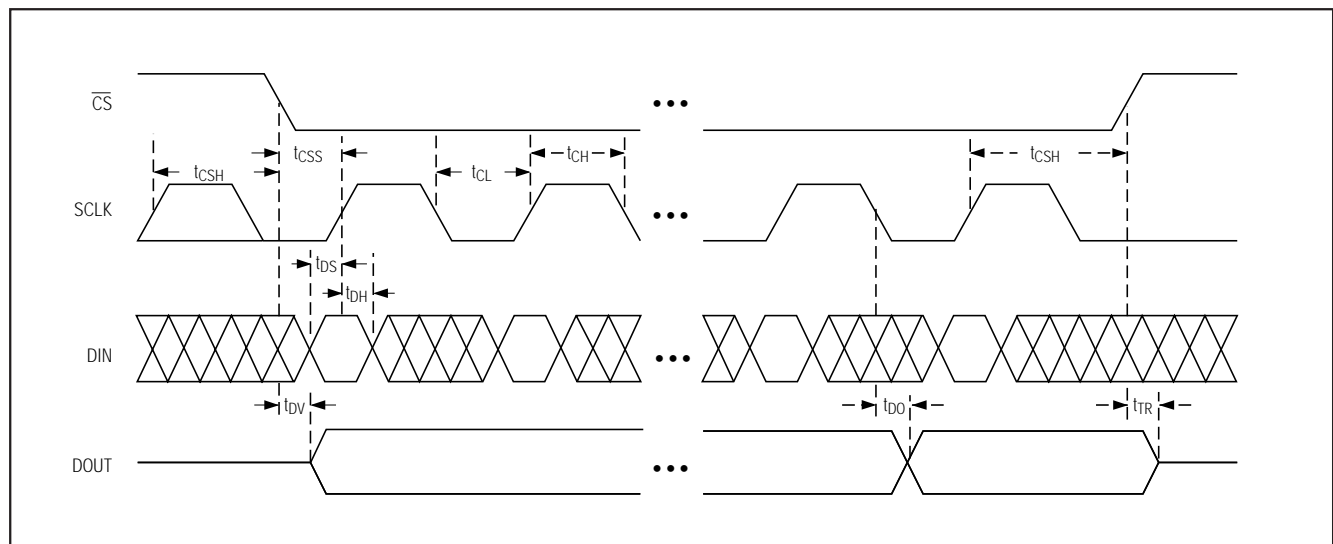 CS
tCSS
tCH
tCSH
tCSH
tCL
SCLK
tDS
tDH
DIN
tDV
tDO
tTR
DOUT